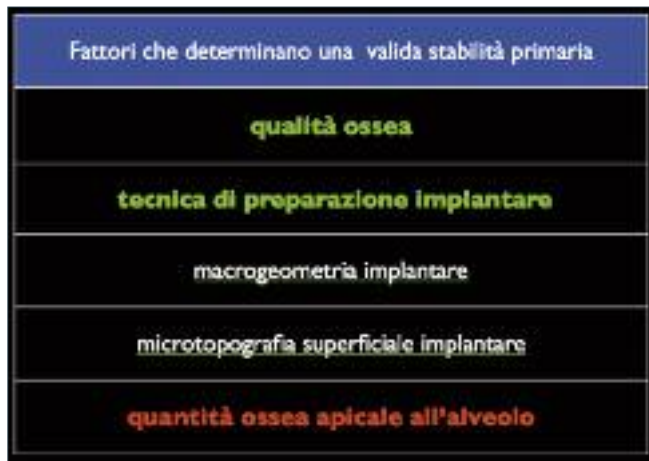 Fattori che determinano una valida stabilità primaria
qualità ossea
tecnica di preparazione implantare
macrogeometria implantare
microtopografia superficiale implantare
quantità ossea apicale all'alveolo